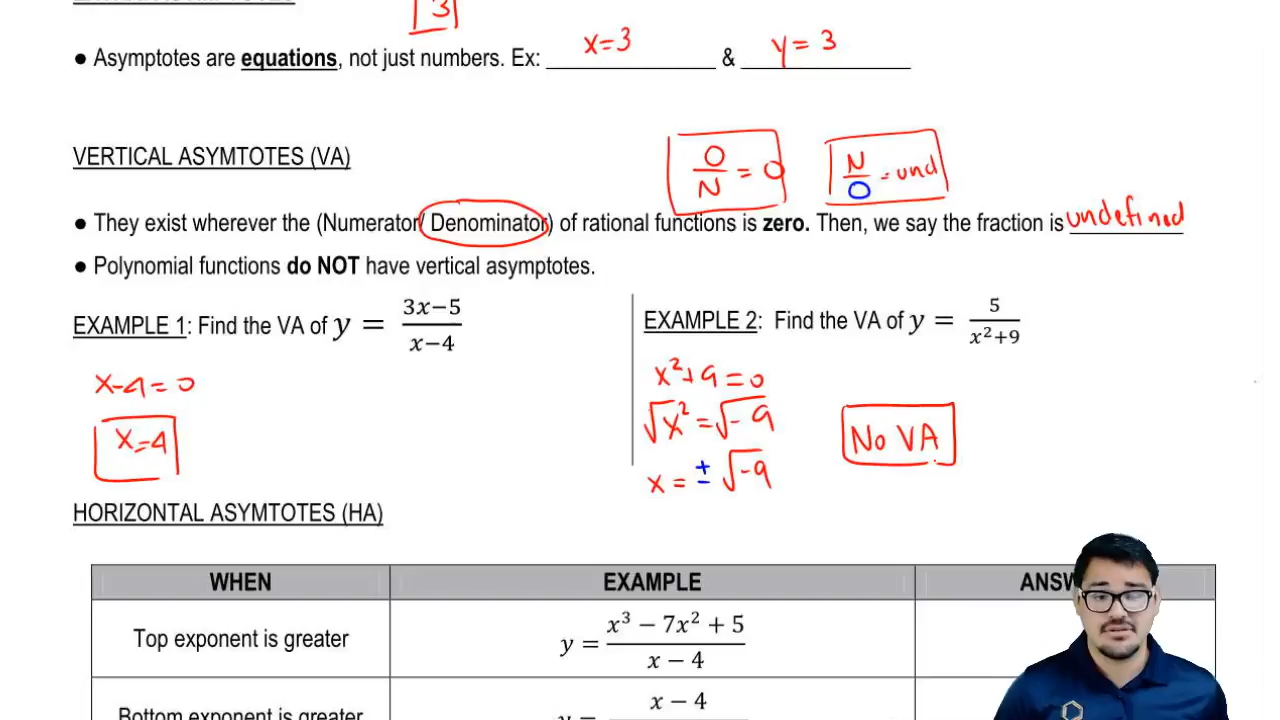 3
● Asymptotes are equations, not just numbers. Ex: x=3 & y=3
VERTICAL ASYMTOTES (VA)
0/N = 0
N/0 = und
● They exist wherever the (Numerator/ Denominator) of rational functions is zero. Then, we say the fraction is undefined
● Polynomial functions do NOT have vertical asymptotes.
EXAMPLE 1: Find the VA of y = (3x−5)/(x−4)
x-4=0
x=4
EXAMPLE 2: Find the VA of y = 5/(x²+9)
x²+9=0
√x² = √-9
x = ± √-9
No VA
HORIZONTAL ASYMTOTES (HA)
WHEN EXAMPLE
Top exponent is greater y = (x³ − 7x² + 5)/(x − 4)
Bottom exponent is greater x − 4